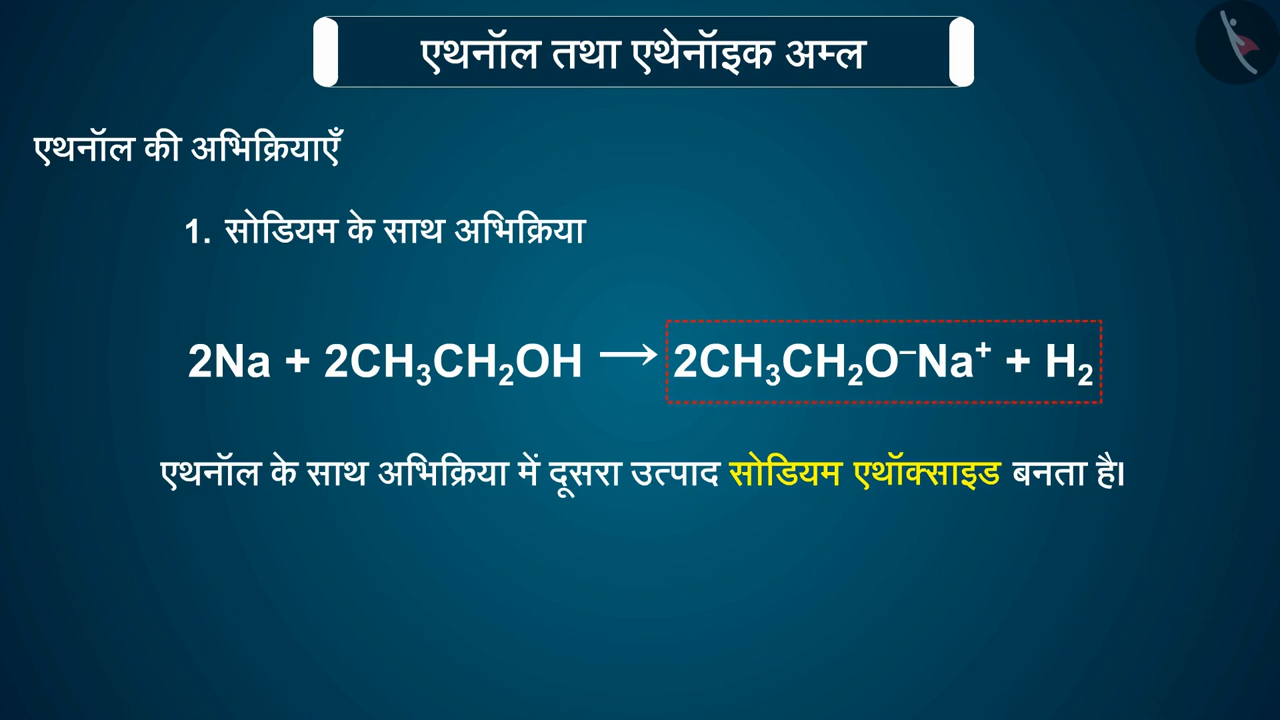 एथनॉल तथा एथेनॉइक अम्ल
एथनॉल की अभिक्रियाएँ
1. सोडियम के साथ अभिक्रिया
2Na + 2CH₃CH₂OH → 2CH₃CH₂O⁻Na⁺ + H₂
एथनॉल के साथ अभिक्रिया में दूसरा उत्पाद सोडियम एथॉक्साइड बनता है।